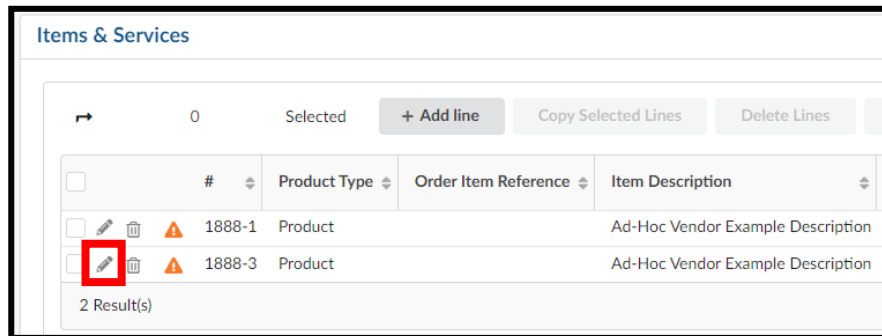 Items & Services
0 Selected + Add line Copy Selected Lines Delete Lines
# Product Type Order Item Reference Item Description
1888-1 Product Ad-Hoc Vendor Example Description
1888-3 Product Ad-Hoc Vendor Example Description
2 Result(s)